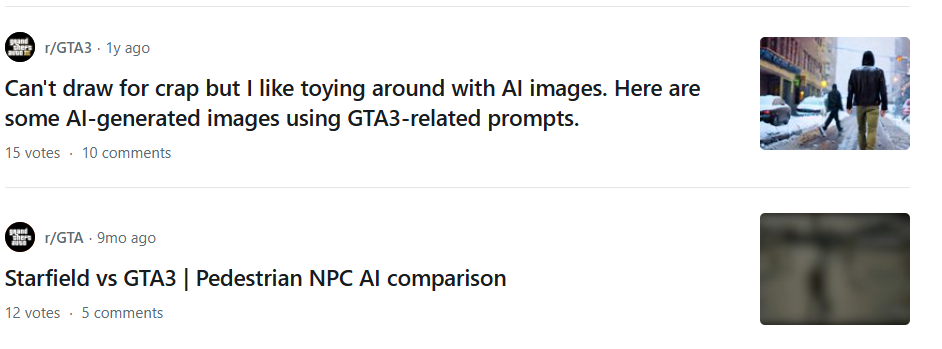 r/GTA3 · 1y ago
Can't draw for crap but I like toying around with AI images. Here are
some AI-generated images using GTA3-related prompts.
15 votes · 10 comments
r/GTA · 9mo ago
Starfield vs GTA3 | Pedestrian NPC AI comparison
12 votes · 5 comments